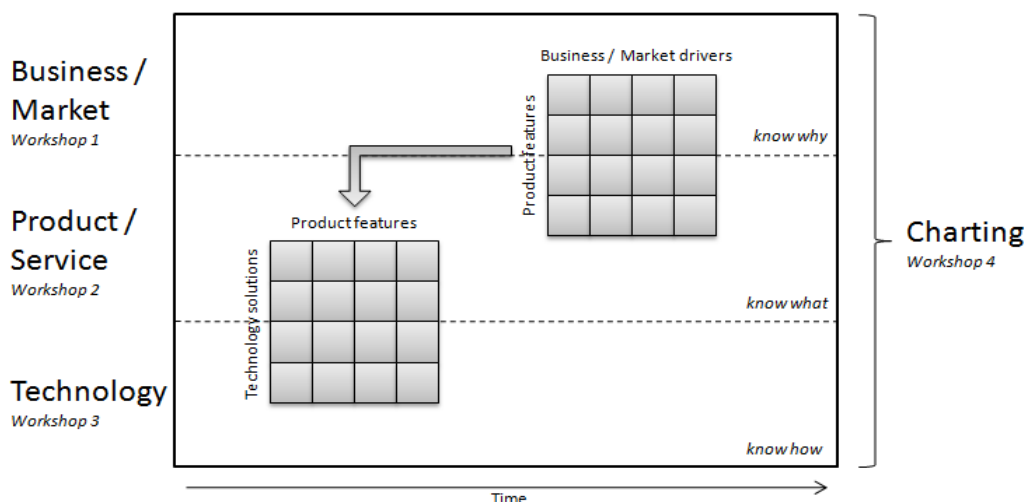 Business /
Market
Workshop 1
Product /
Service
Workshop 2
Technology
Workshop 3
Business / Market drivers
Product features
know why
Product features
Technology solutions
know what
know how
Time
Charting
Workshop 4